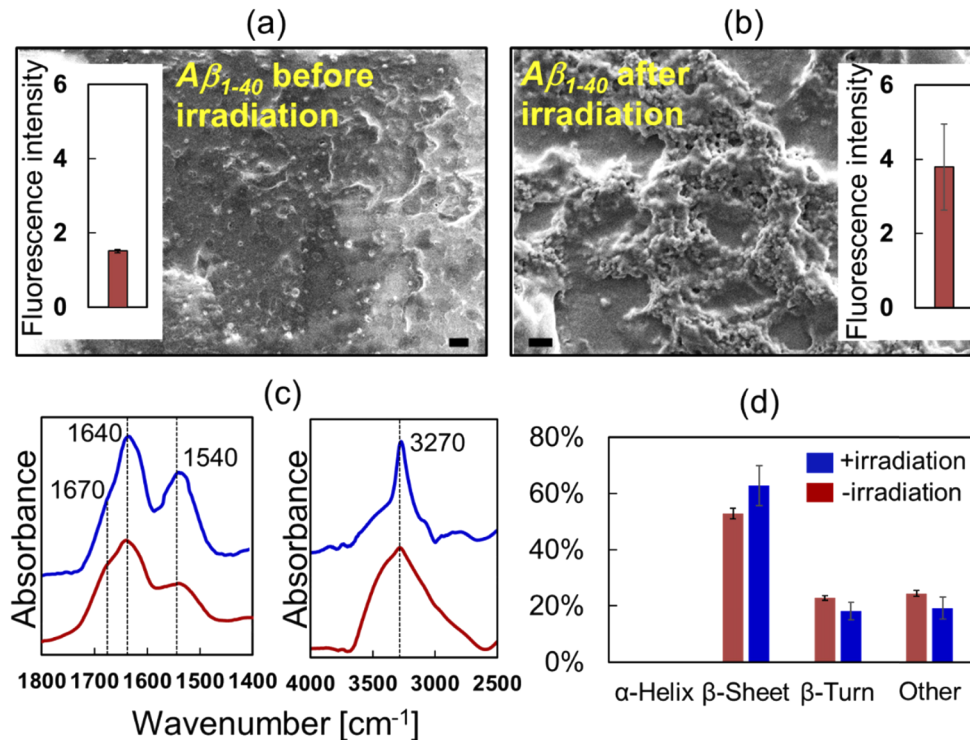 (a)
(b)
Fluorescence intensity
6
4
2
0
Aβ1-40 before
irradiation
Aβ1-40 after
irradiation
Fluorescence intensity
6
4
2
0
(c)
(d)
Absorbance
1670
1640
1540
1800 1700 1600 1500 1400
Absorbance
3270
4000 3500 3000 2500
Wavenumber [cm-1]
80%
60%
40%
20%
0%
+irradiation
-irradiation
α-Helix β-Sheet β-Turn Other